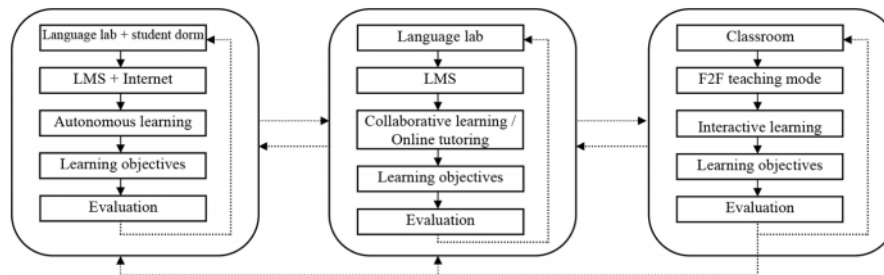 Language lab + student dorm
LMS + Internet
Autonomous learning
Learning objectives
Evaluation
Language lab
LMS
Collaborative learning /
Online tutoring
Learning objectives
Evaluation
Classroom
F2F teaching mode
Interactive learning
Learning objectives
Evaluation